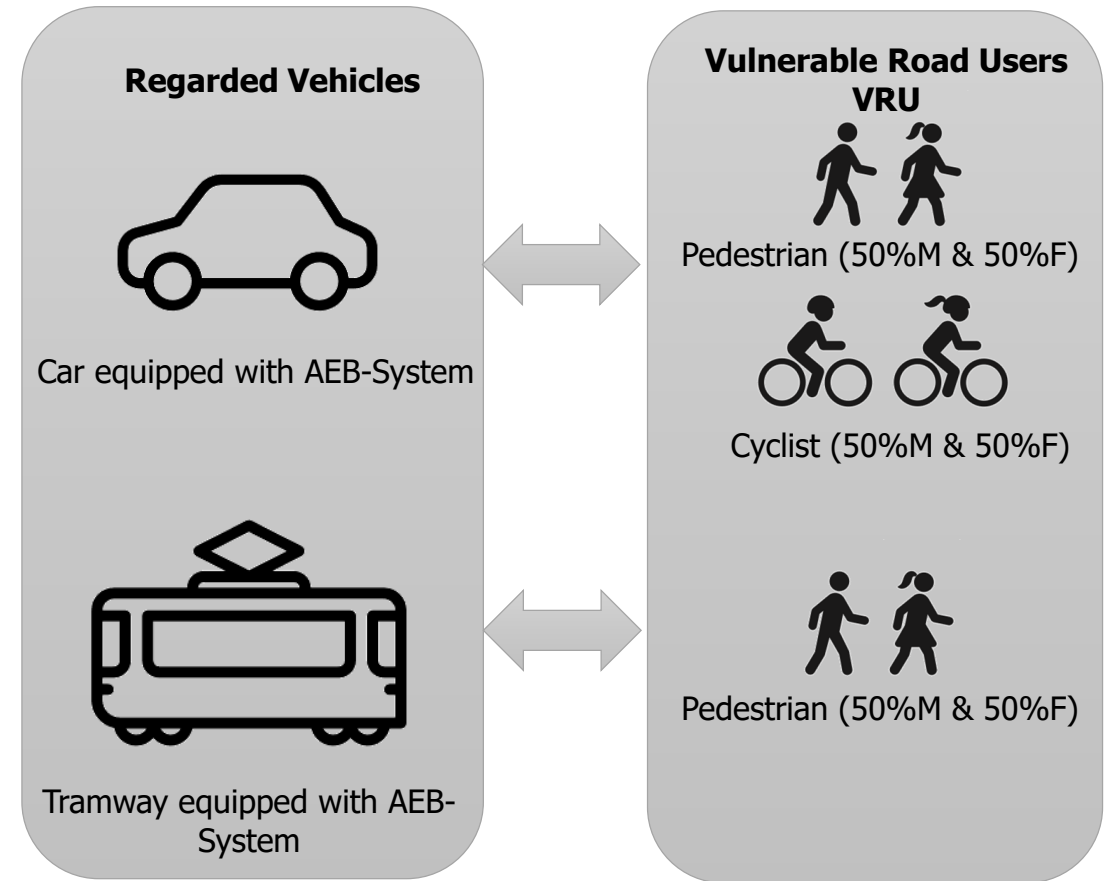 Regarded Vehicles
Car equipped with AEB-System
Tramway equipped with AEB-
System
Vulnerable Road Users
VRU
Pedestrian (50%M & 50%F)
Cyclist (50%M & 50%F)
Pedestrian (50%M & 50%F)